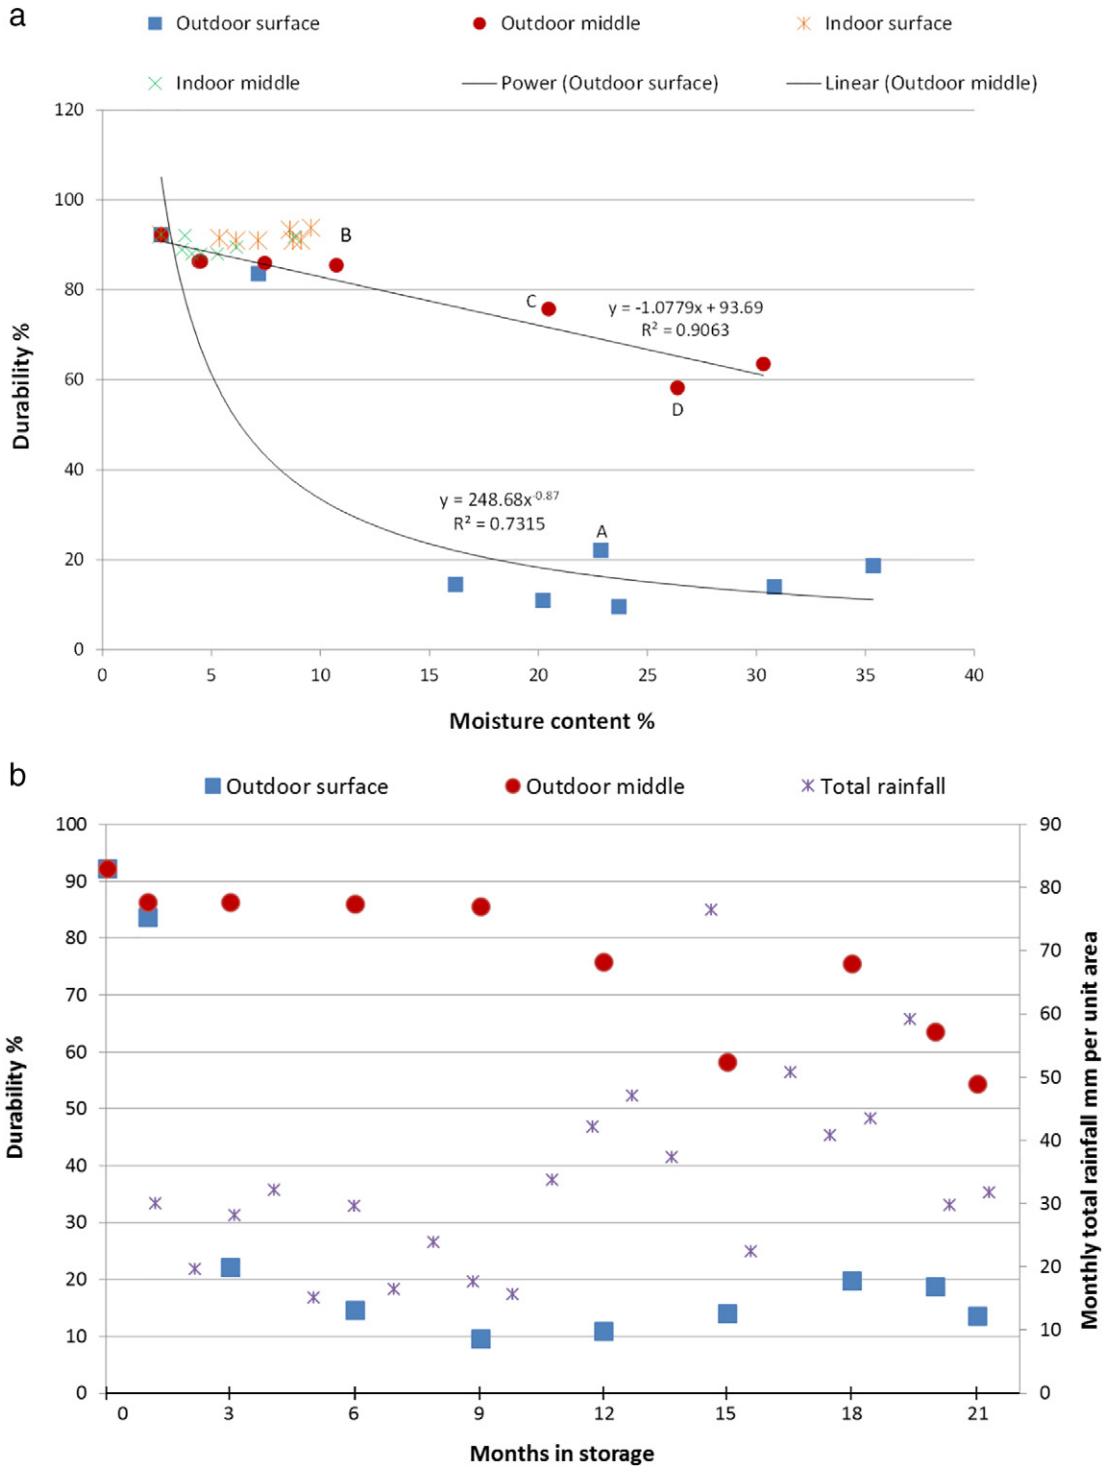 a
Outdoor surface Outdoor middle Indoor surface
Indoor middle Power (Outdoor surface) Linear (Outdoor middle)
120
100
80
60
40
20
0
Durability %
B
C
y = -1.0779x + 93.69
R² = 0.9063
D
y = 248.68x^-0.87
R² = 0.7315
A
0 5 10 15 20 25 30 35 40
Moisture content %
b
Outdoor surface Outdoor middle Total rainfall
100
90
80
70
60
50
40
30
20
10
0
Durability %
90
80
70
60
50
40
30
20
10
0
Monthly total rainfall mm per unit area
0 3 6 9 12 15 18 21
Months in storage